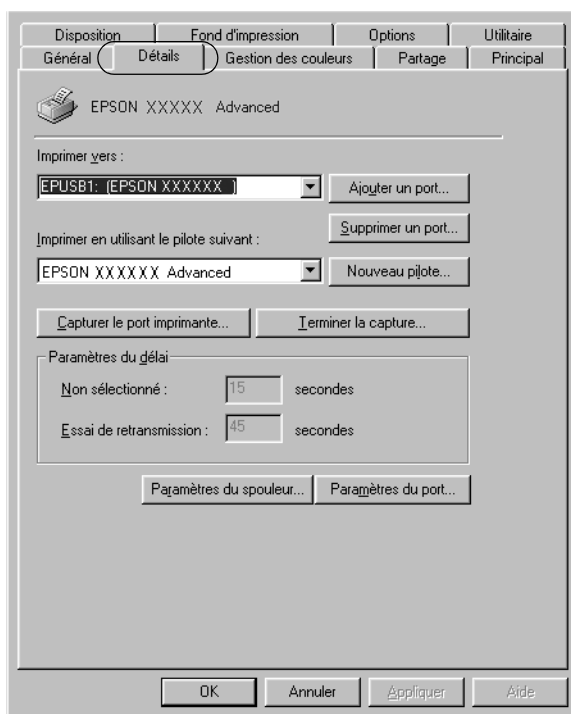 Disposition Fond d'impression Options Utilitaire
Général Détails Gestion des couleurs Partage Principal
EPSON XXXXX Advanced
Imprimer vers :
EPUSB1: (EPSON XXXXXX ) Ajouter un port...
Supprimer un port...
Imprimer en utilisant le pilote suivant :
EPSON XXXXXX Advanced Nouveau pilote...
Capturer le port imprimante... Terminer la capture...
Paramètres du délai
Non sélectionné : 15 secondes
Essai de retransmission : 45 secondes
Paramètres du spouleur... Paramètres du port...
OK Annuler Appliquer Aide